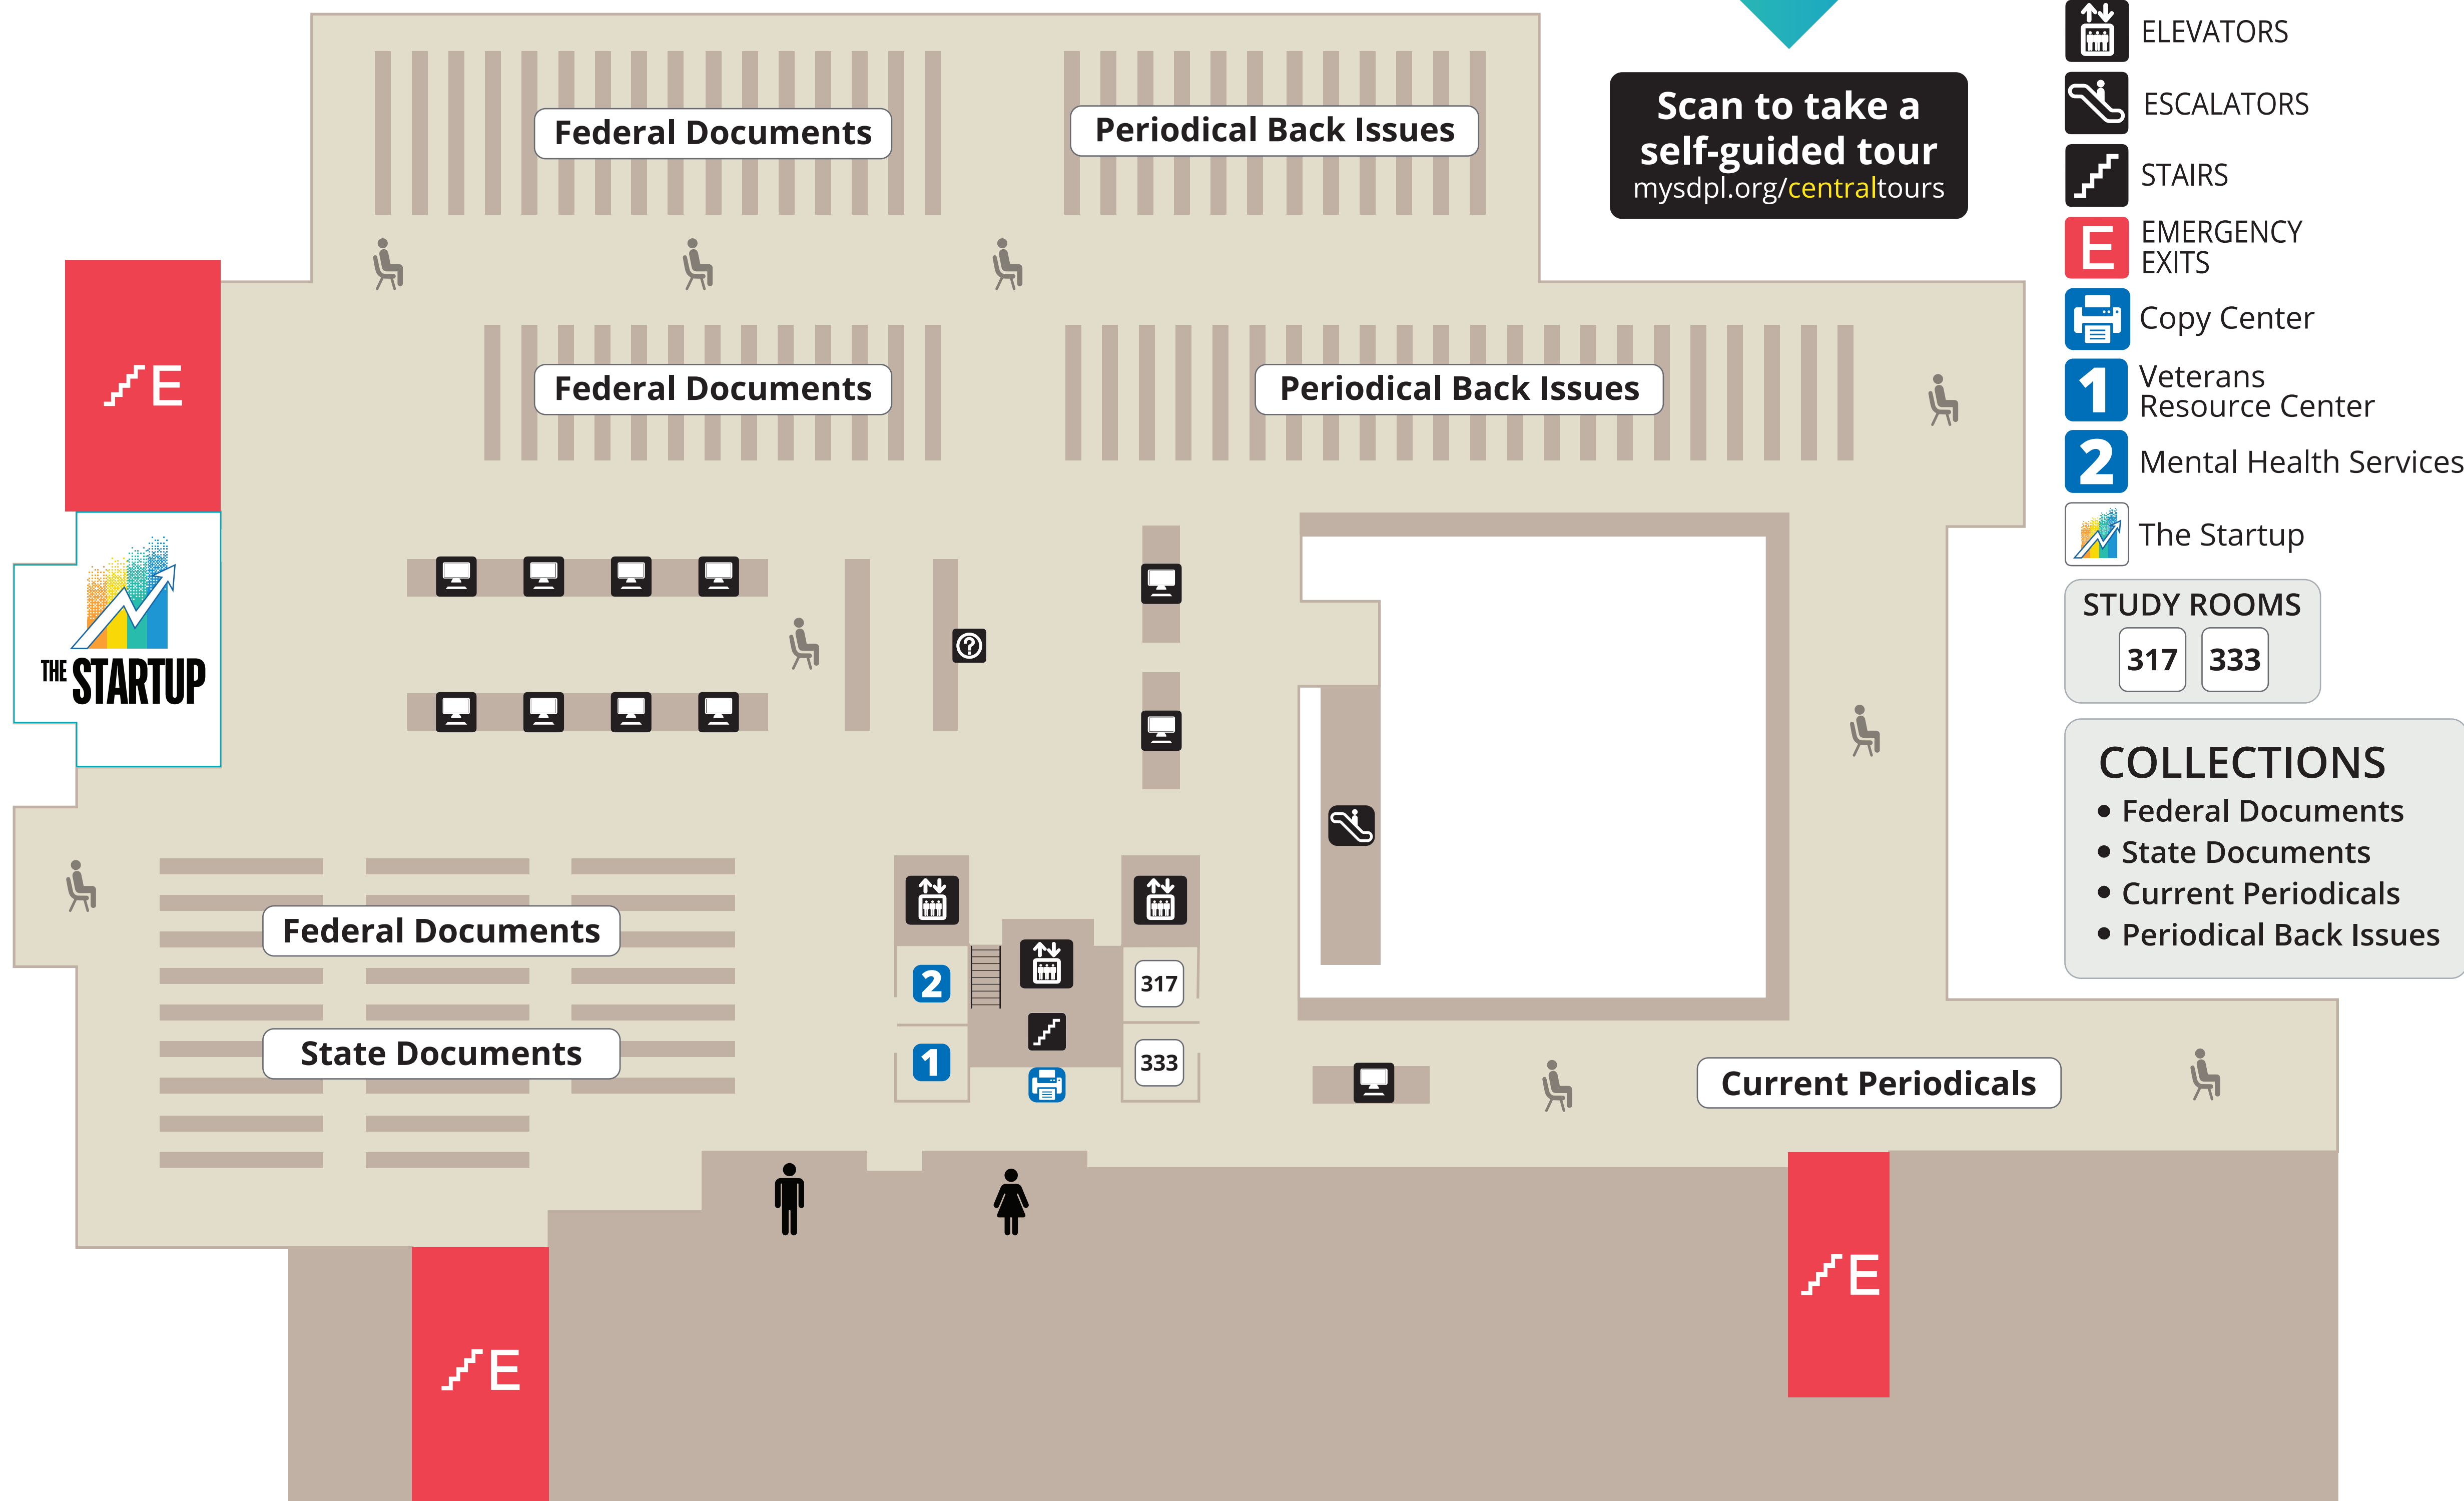 Federal Documents
Periodical Back Issues
Scan to take a
self-guided tour
mysdpl.org/centraltours
Federal Documents
Periodical Back Issues
E
THE STARTUP
?
Federal Documents
State Documents
2
1
317
333
Current Periodicals
E
E
ELEVATORS
ESCALATORS
STAIRS
E
EMERGENCY
EXITS
Copy Center
1
Veterans
Resource Center
2
Mental Health Services
The Startup
STUDY ROOMS
317 333
COLLECTIONS
• Federal Documents
• State Documents
• Current Periodicals
• Periodical Back Issues